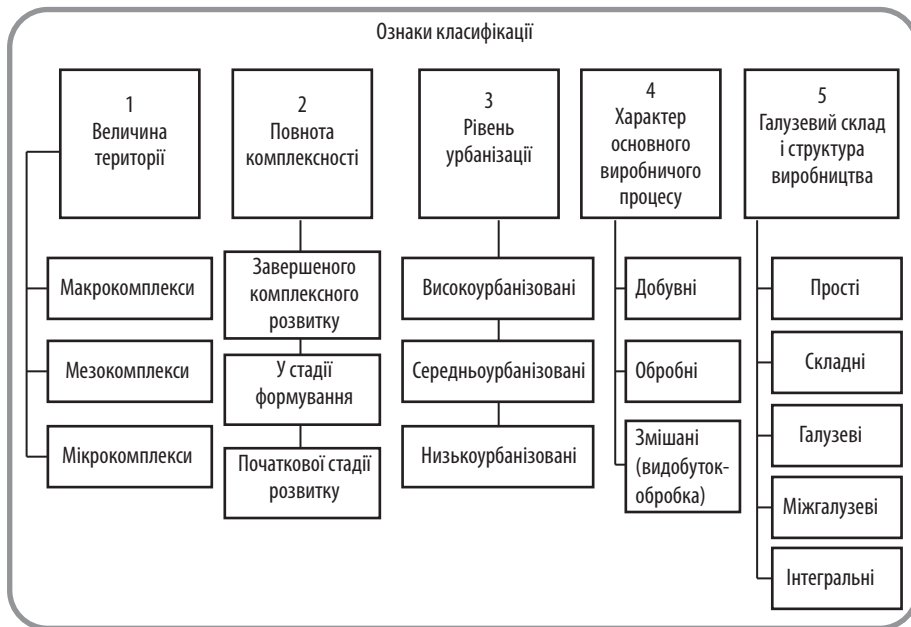 Ознаки класифікації
1
Величина
території
Макрокомплекси
Мезокомплекси
Мікрокомплекси
2
Повнота
комплексності
Завершеного
комплексного
розвитку
У стадії
формування
Початкової стадії
розвитку
3
Рівень
урбанізації
Високоурбанізовані
Середньоурбанізовані
Низькоурбанізовані
4
Характер
основного
виробничого
процесу
Добувні
Обробні
Змішані
(видобуток-
обробка)
5
Галузевий склад
і структура
виробництва
Прості
Складні
Галузеві
Міжгалузеві
Інтегральні